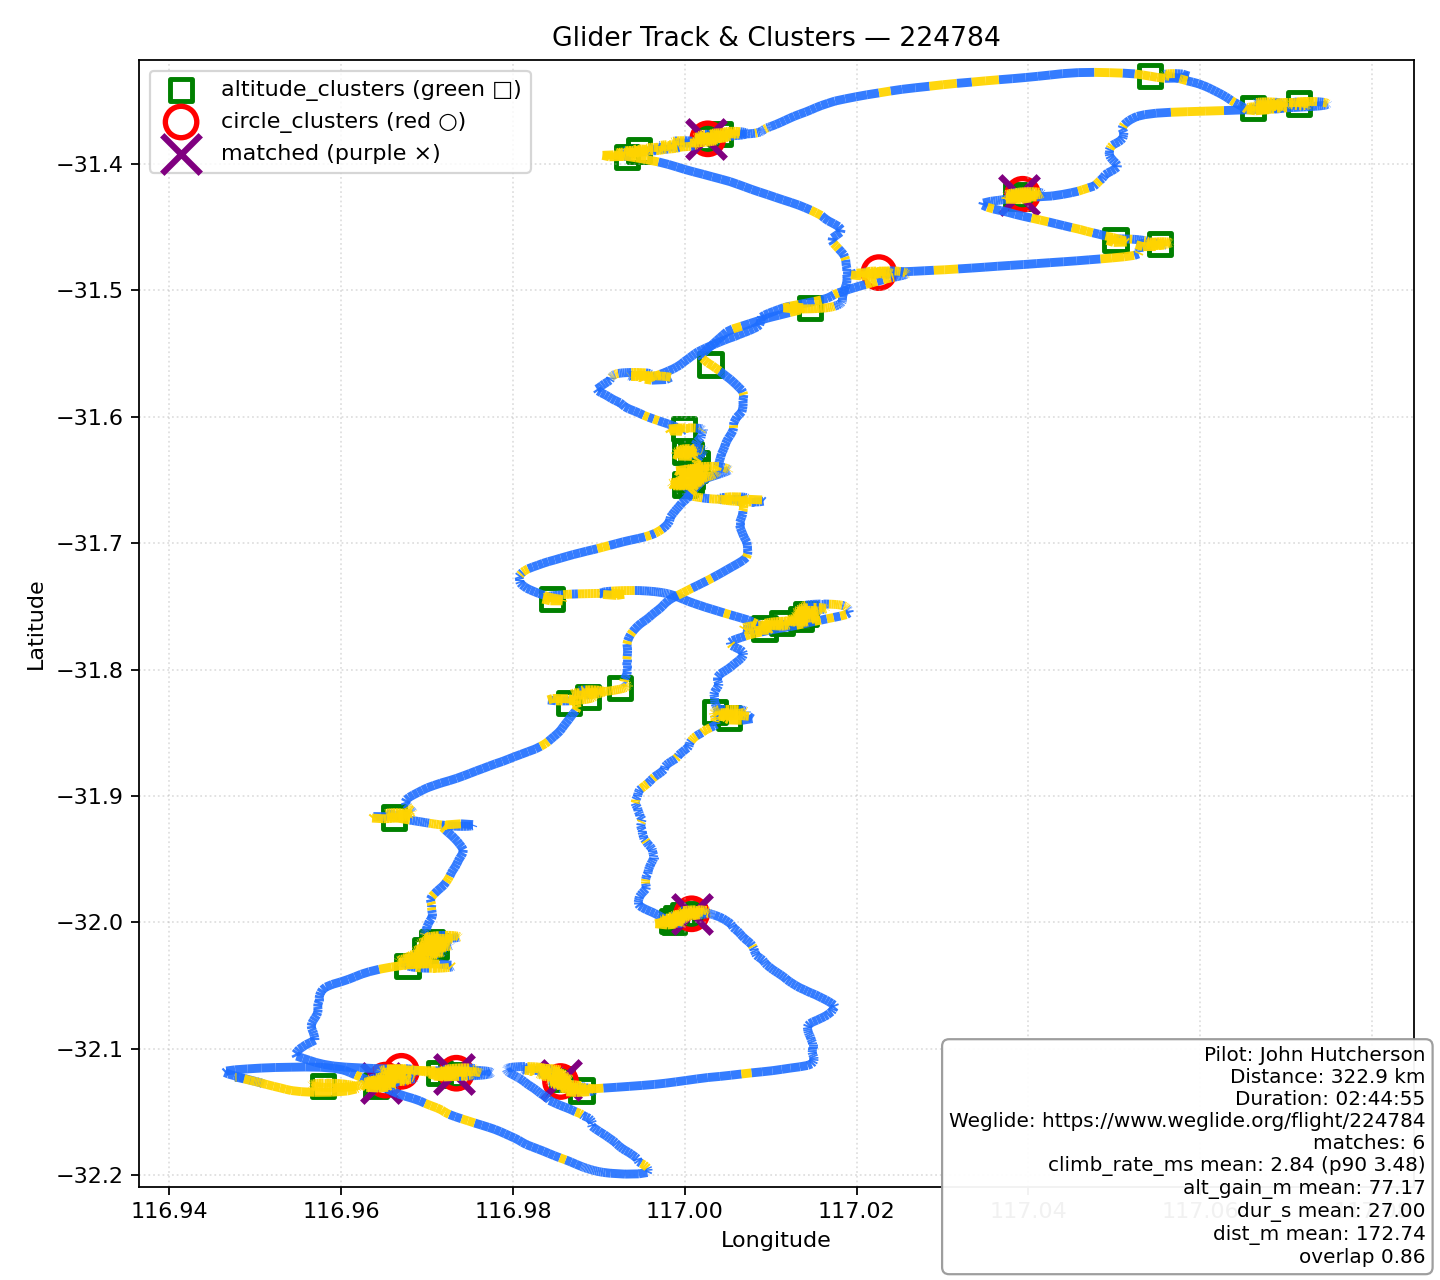 Glider Track & Clusters — 224784
altitude_clusters (green □)
circle_clusters (red ○)
matched (purple ×)
−31.4
−31.5
−31.6
−31.7
−31.8
−31.9
−32.0
−32.1
−32.2
Latitude
116.94
116.96
116.98
117.00
117.02
117.04
117.06
Longitude
Pilot: John Hutcherson
Distance: 322.9 km
Duration: 02:44:55
Weglide: https://www.weglide.org/flight/224784
matches: 6
climb_rate_ms mean: 2.84 (p90 3.48)
alt_gain_m mean: 77.17
dur_s mean: 27.00
dist_m mean: 172.74
overlap 0.86